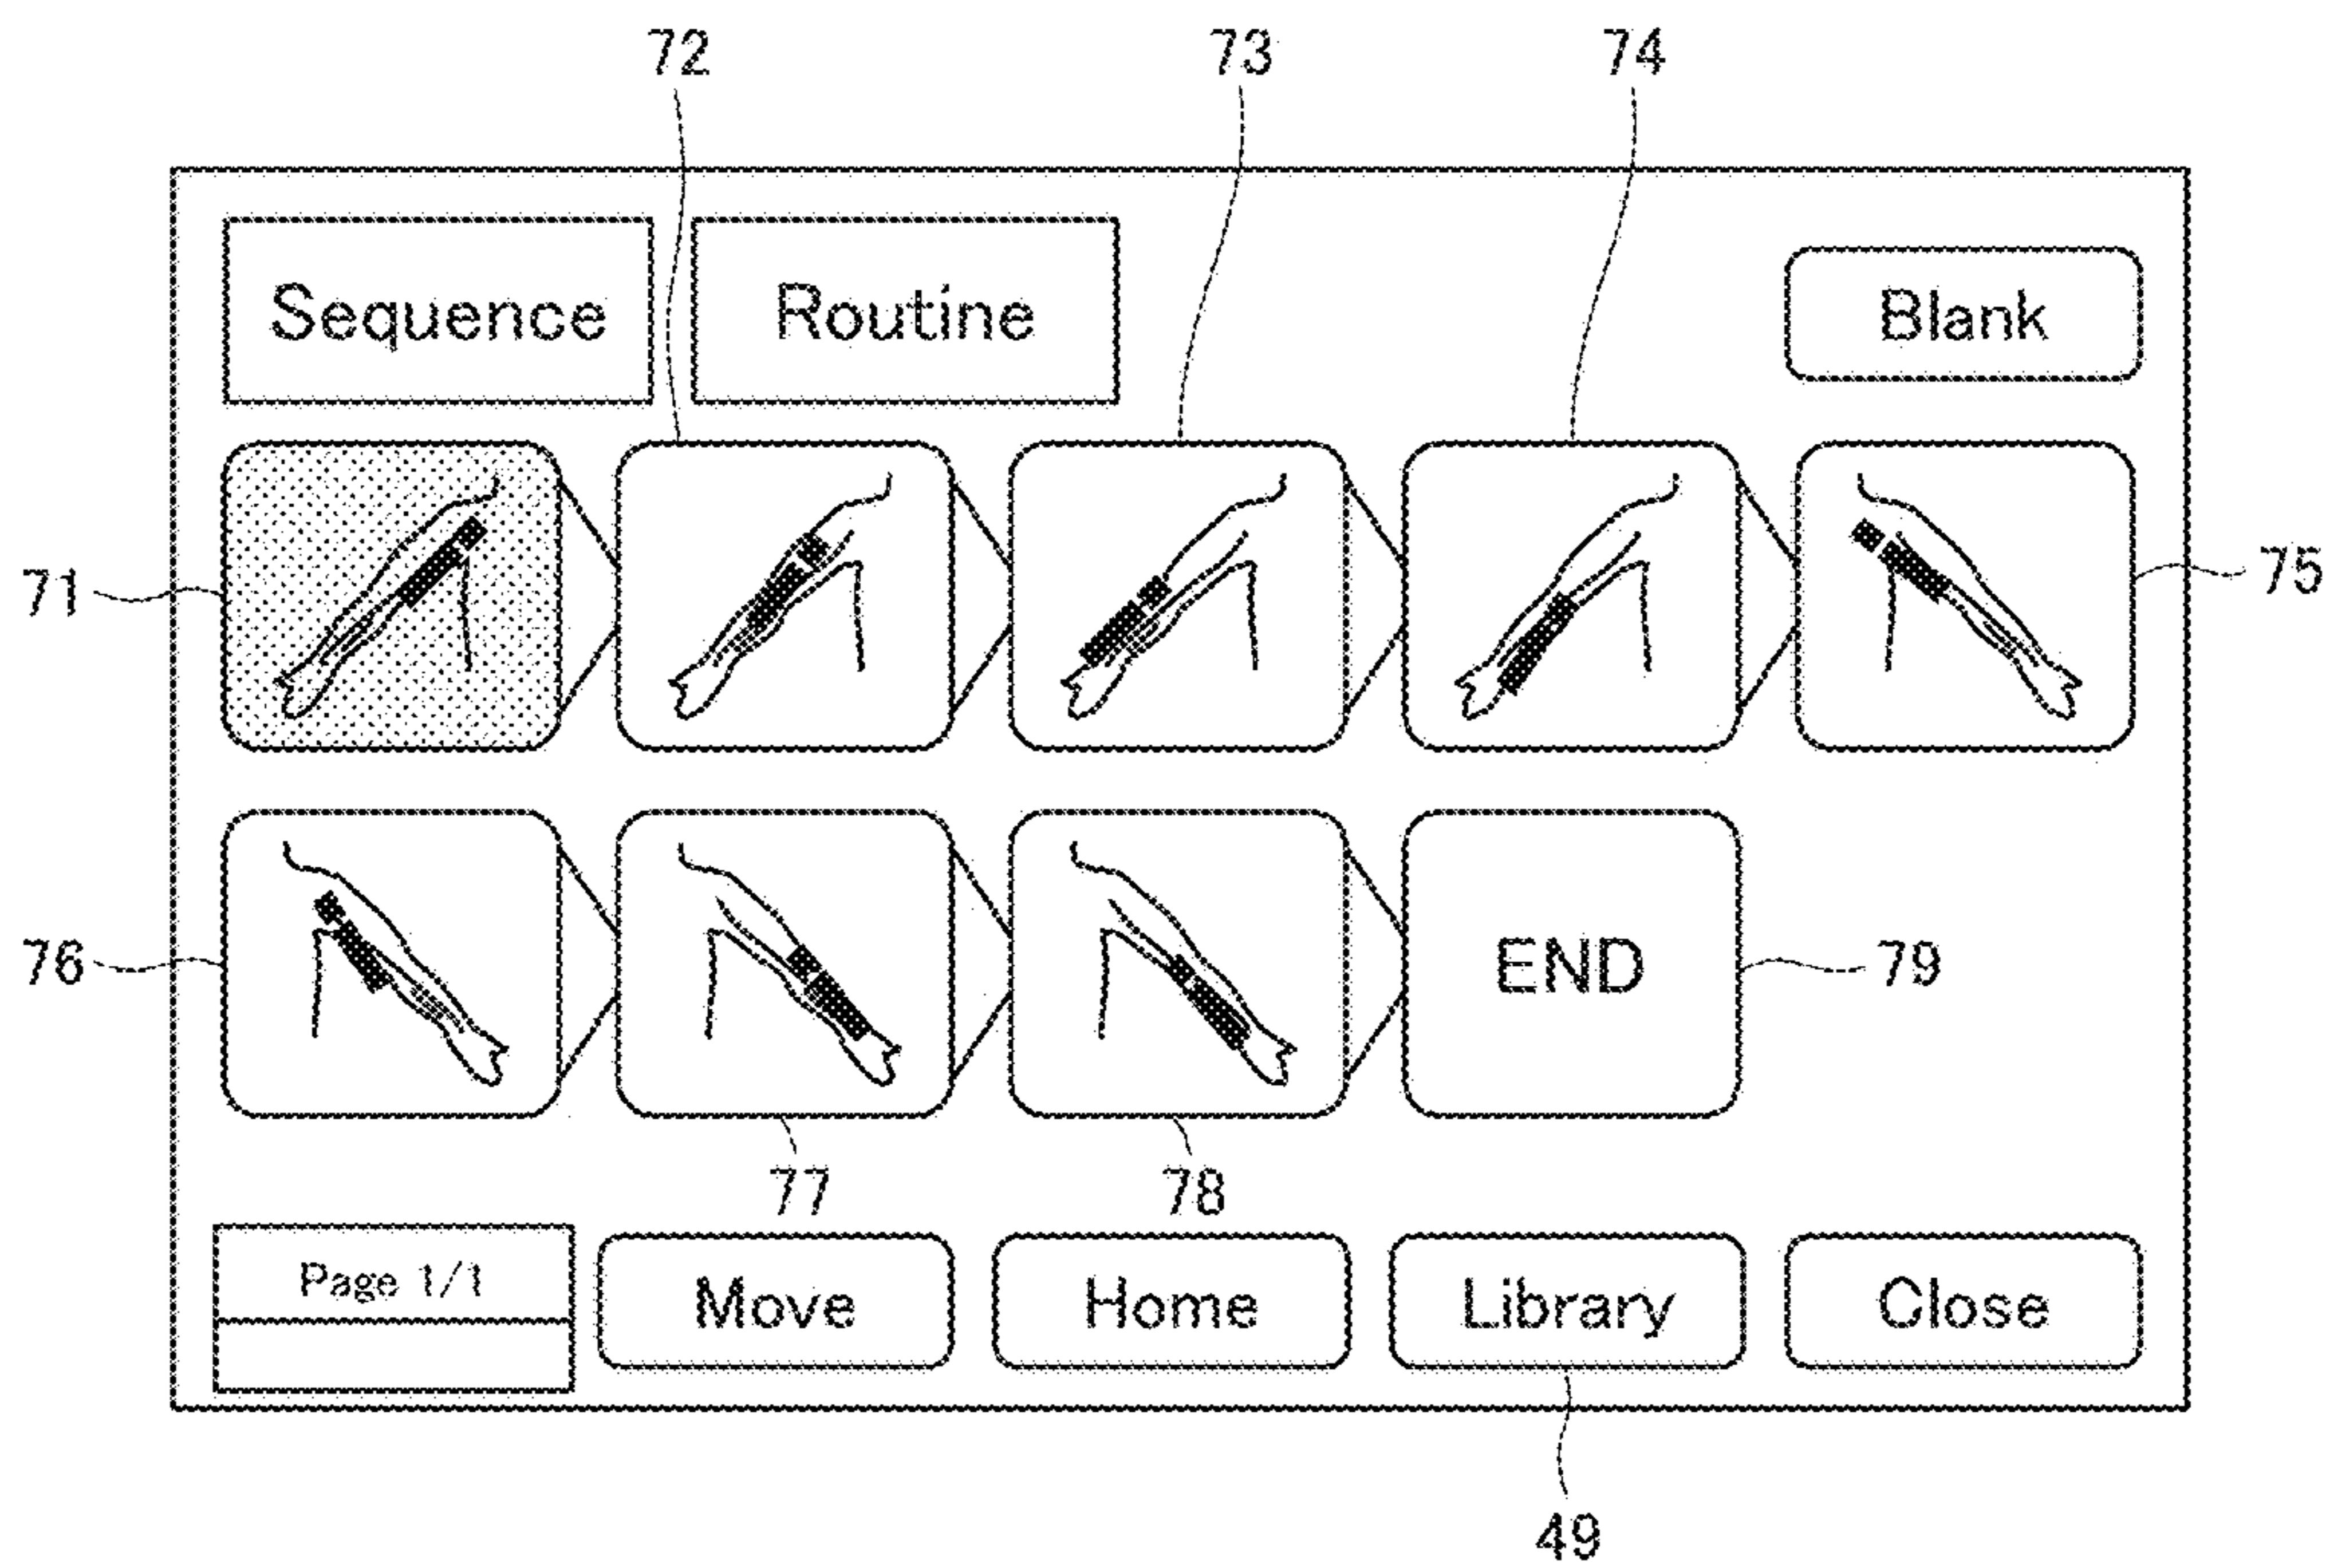 72 73 74
Sequence Routine Blank
71 75
76 END 79
77 78
Page 1/1 Move Home Library Close
49